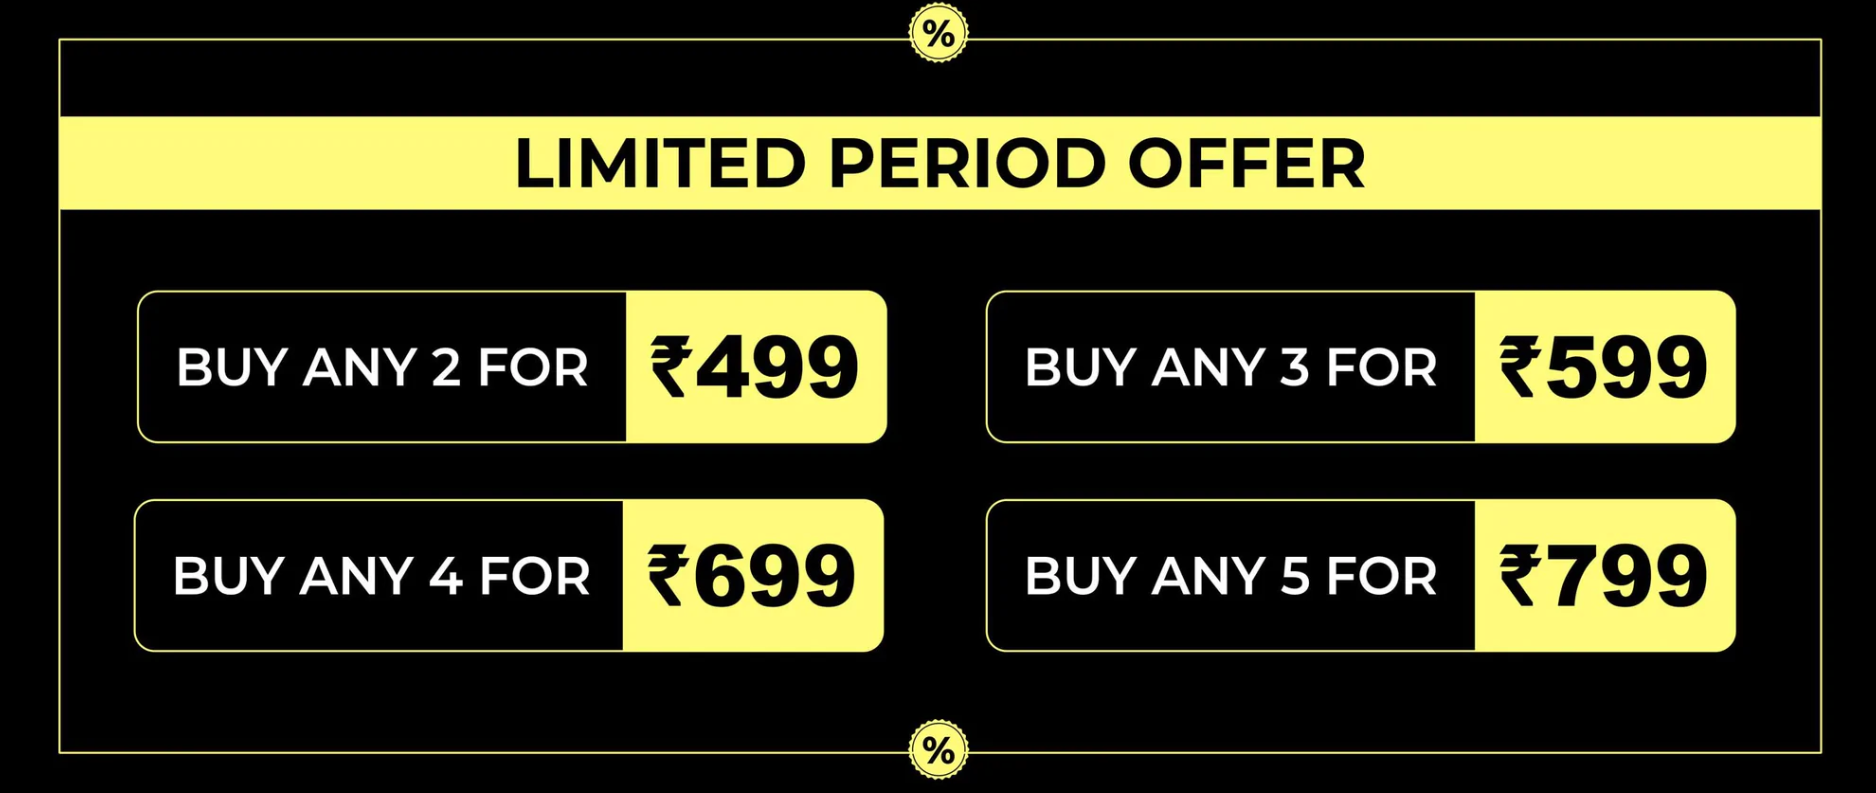 %
LIMITED PERIOD OFFER
BUY ANY 2 FOR ₹499
BUY ANY 3 FOR ₹599
BUY ANY 4 FOR ₹699
BUY ANY 5 FOR ₹799
%